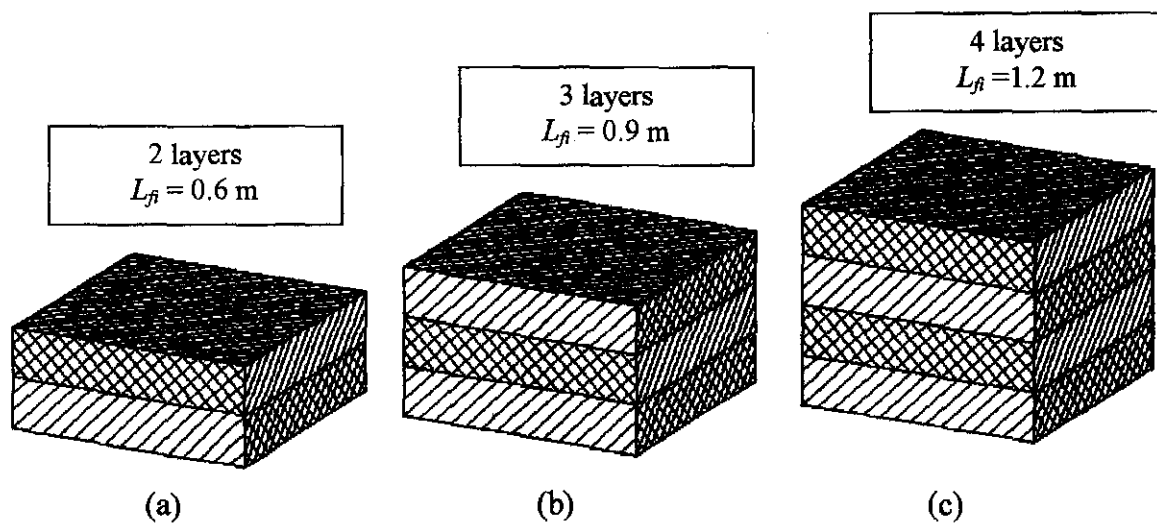 2 layers
L_fi = 0.6 m
3 layers
L_fi = 0.9 m
4 layers
L_fi =1.2 m
(a)
(b)
(c)